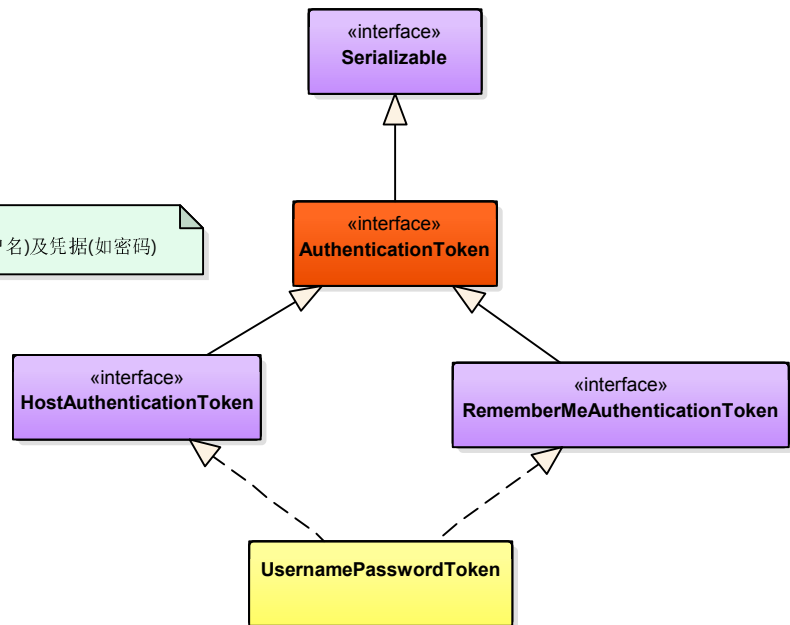 «interface»
Serializable
«interface»
AuthenticationToken
名)及凭据(如密码)
«interface»
HostAuthenticationToken
«interface»
RememberMeAuthenticationToken
UsernamePasswordToken